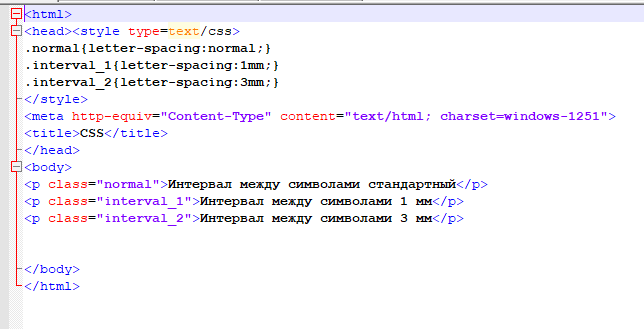 <html>
<head><style type=text/css>
.normal{letter-spacing:normal;}
.interval_1{letter-spacing:1mm;}
.interval_2{letter-spacing:3mm;}
</style>
<meta http-equiv="Content-Type" content="text/html; charset=windows-1251">
<title>CSS</title>
</head>
<body>
<p class="normal">Интервал между символами стандартный</p>
<p class="interval_1">Интервал между символами 1 мм</p>
<p class="interval_2">Интервал между символами 3 мм</p>
</body>
</html>